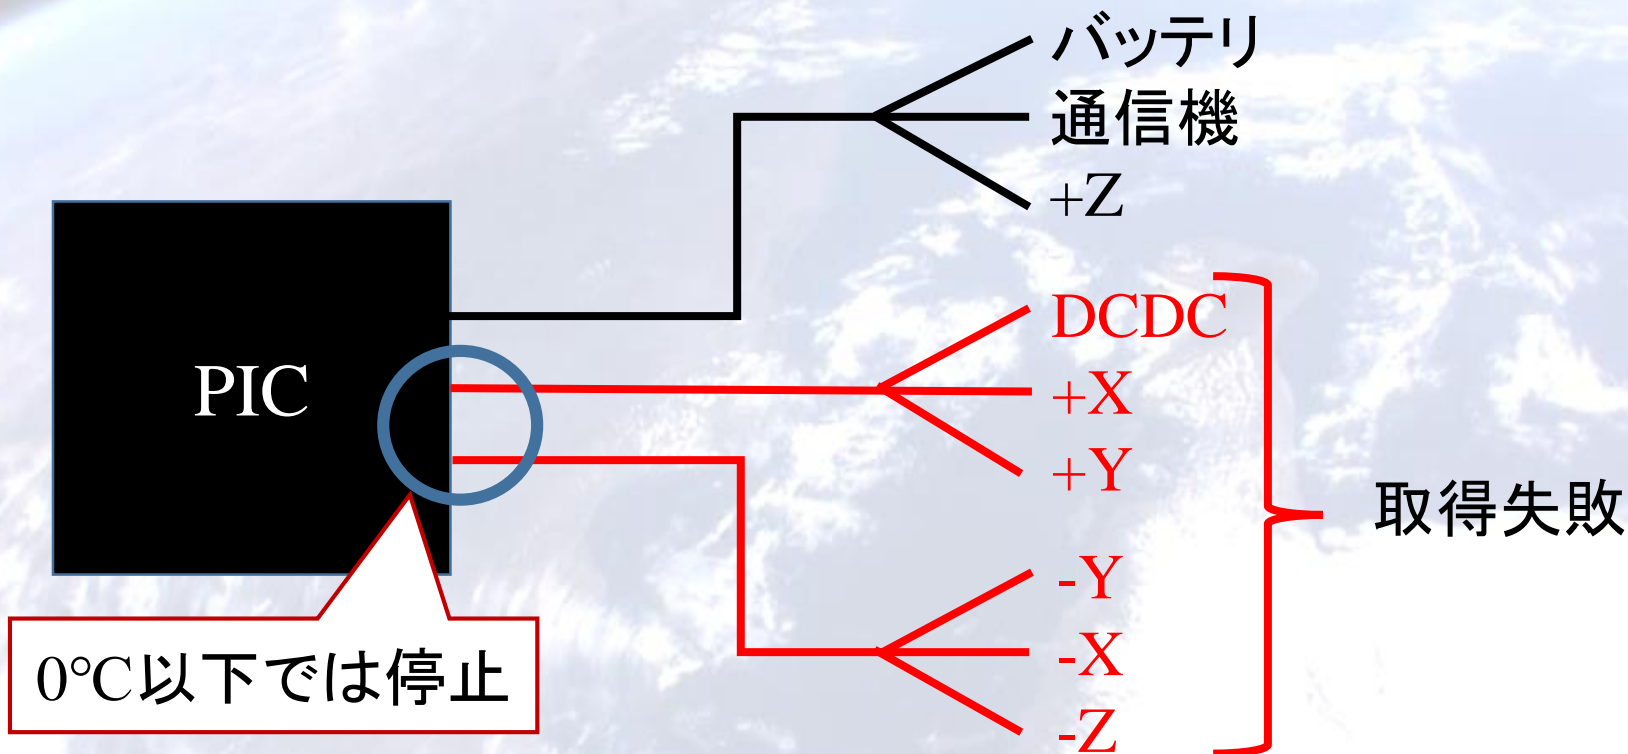 バッテリ
通信機
+Z
DCDC
+X
+Y
-Y
-X
-Z
取得失敗
PIC
0℃以下では停止